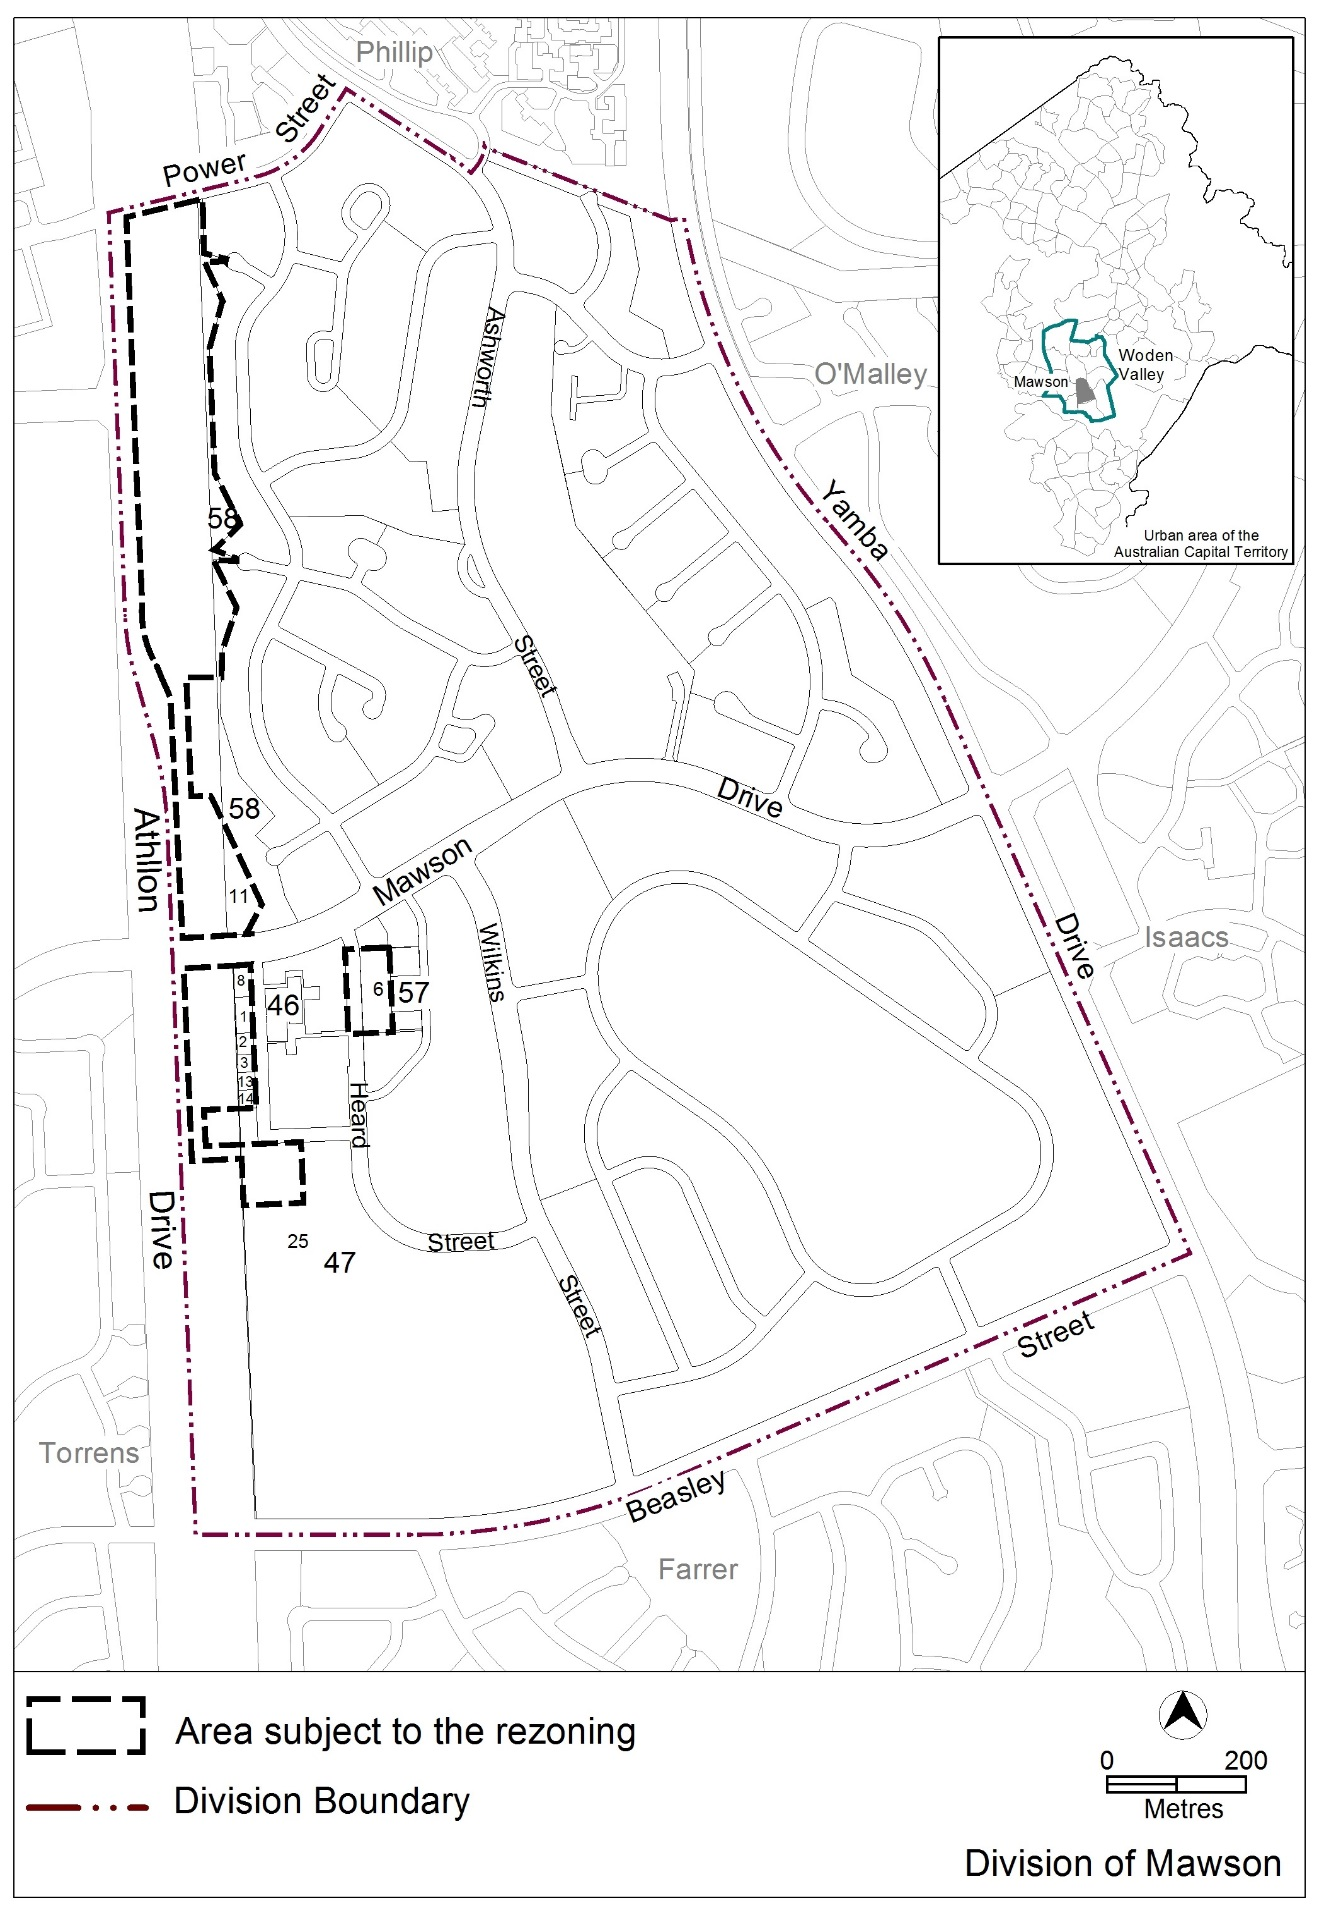 Phillip
Power Street
Ashworth
Street
O'Malley
Yamba
Drive
Woden
Valley
Mawson
Urban area of the
Australian Capital Territory
58
58
11
Athllon
Drive
Mawson
Drive
Wilkins
Street
Isaacs
8
46
6
57
1
2
3
13
14
Heard
Street
25
47
Street
Beasley
Torrens
Farrer
Area subject to the rezoning
Division Boundary
0 200
Metres
Division of Mawson